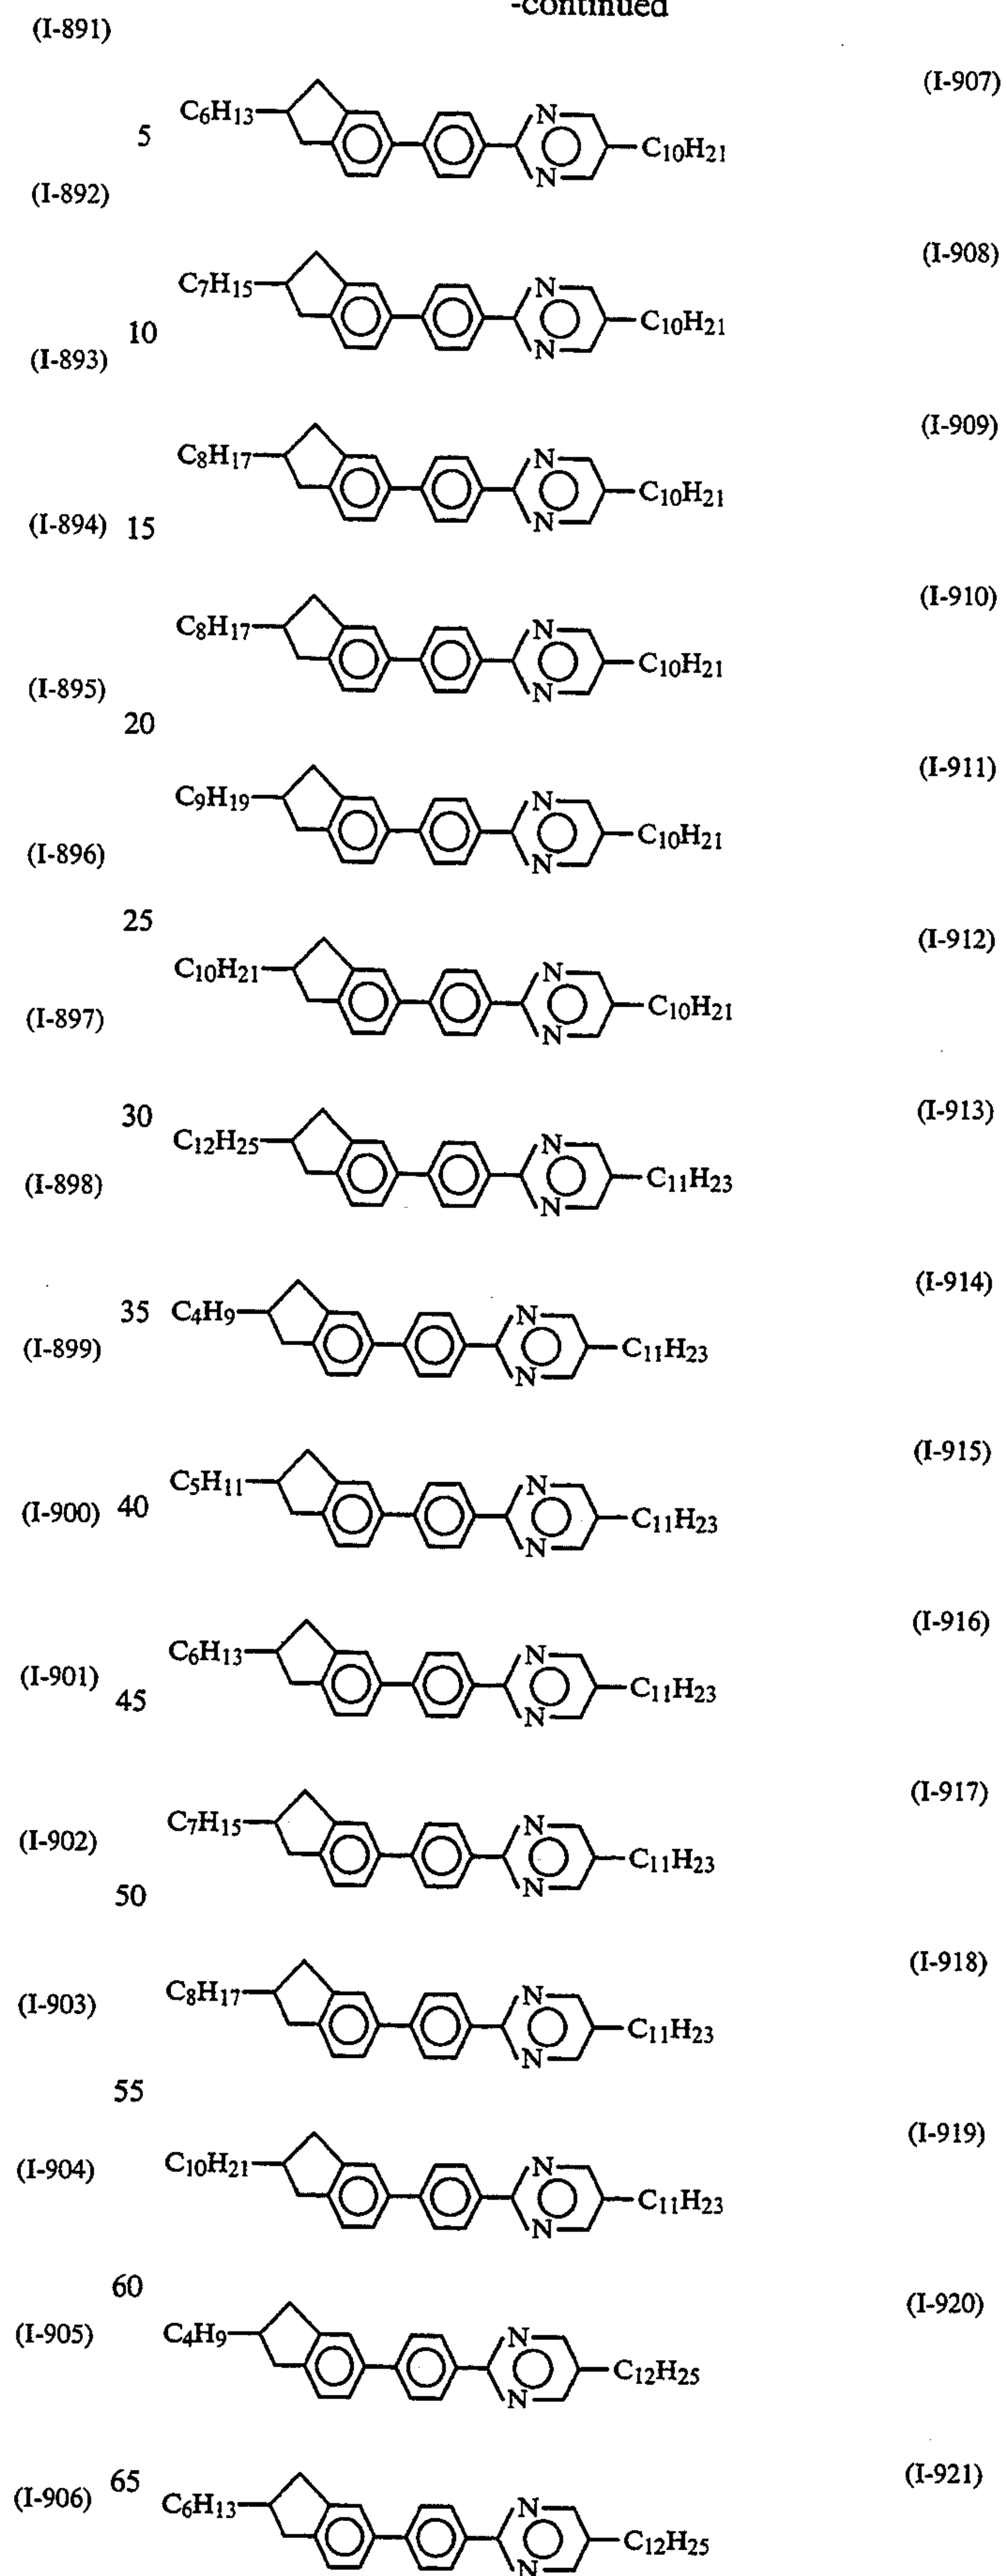 -continued
(I-891)
(I-907)
C6H13 N N C10H21
5
(I-892)
(I-908)
C7H15 N N C10H21
10
(I-893)
(I-909)
C8H17 N N C10H21
(I-894) 15
(I-910)
C8H17 N N C10H21
(I-895)
20
(I-911)
C9H19 N N C10H21
(I-896)
25
(I-912)
C10H21 N N C10H21
(I-897)
30
(I-913)
C12H25 N N C11H23
(I-898)
(I-914)
35 C4H9 N N C11H23
(I-899)
(I-915)
C5H11 N N C11H23
(I-900) 40
(I-916)
C6H13 N N C11H23
(I-901)
45
(I-917)
C7H15 N N C11H23
(I-902)
50
(I-918)
C8H17 N N C11H23
(I-903)
55
(I-919)
C10H21 N N C11H23
(I-904)
60
(I-920)
C4H9 N N C12H25
(I-905)
(I-921)
65
C6H13 N N C12H25
(I-906)